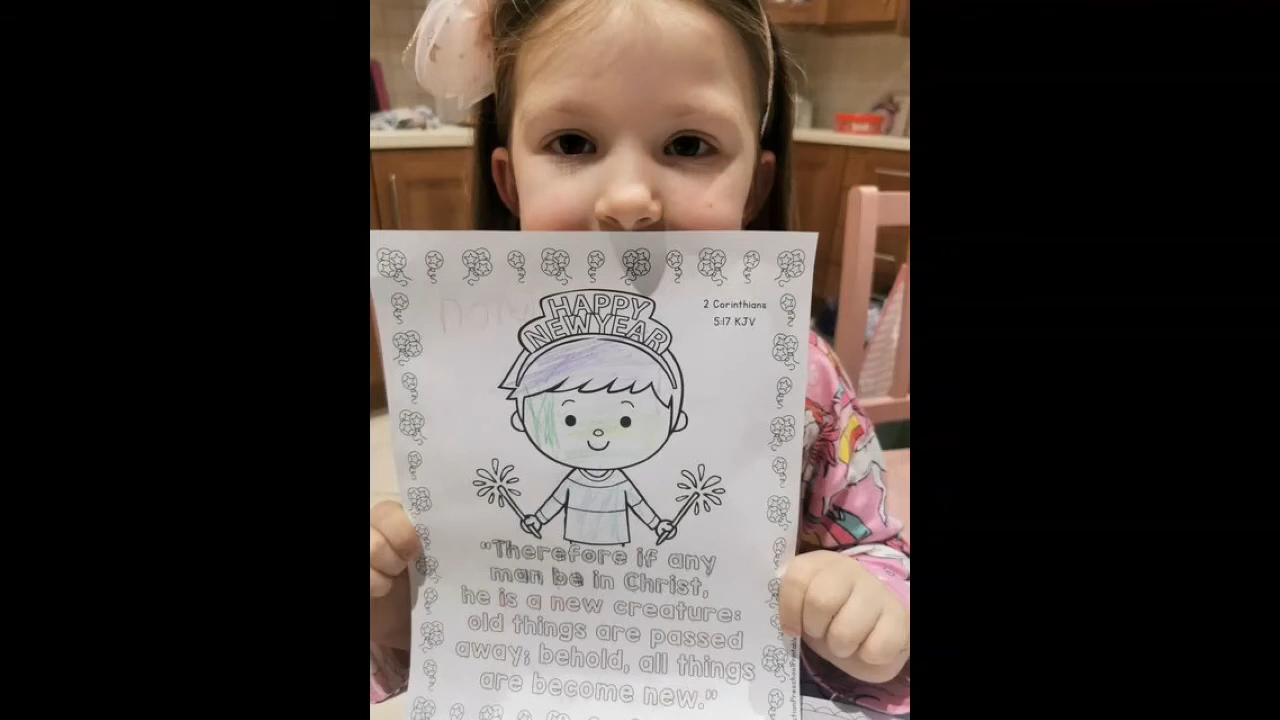 HAPPY
NEW YEAR
2 Corinthians
5:17 KJV
“Therefore if any
man be in Christ,
he is a new creature:
old things are passed
away; behold, all things
are become new.”